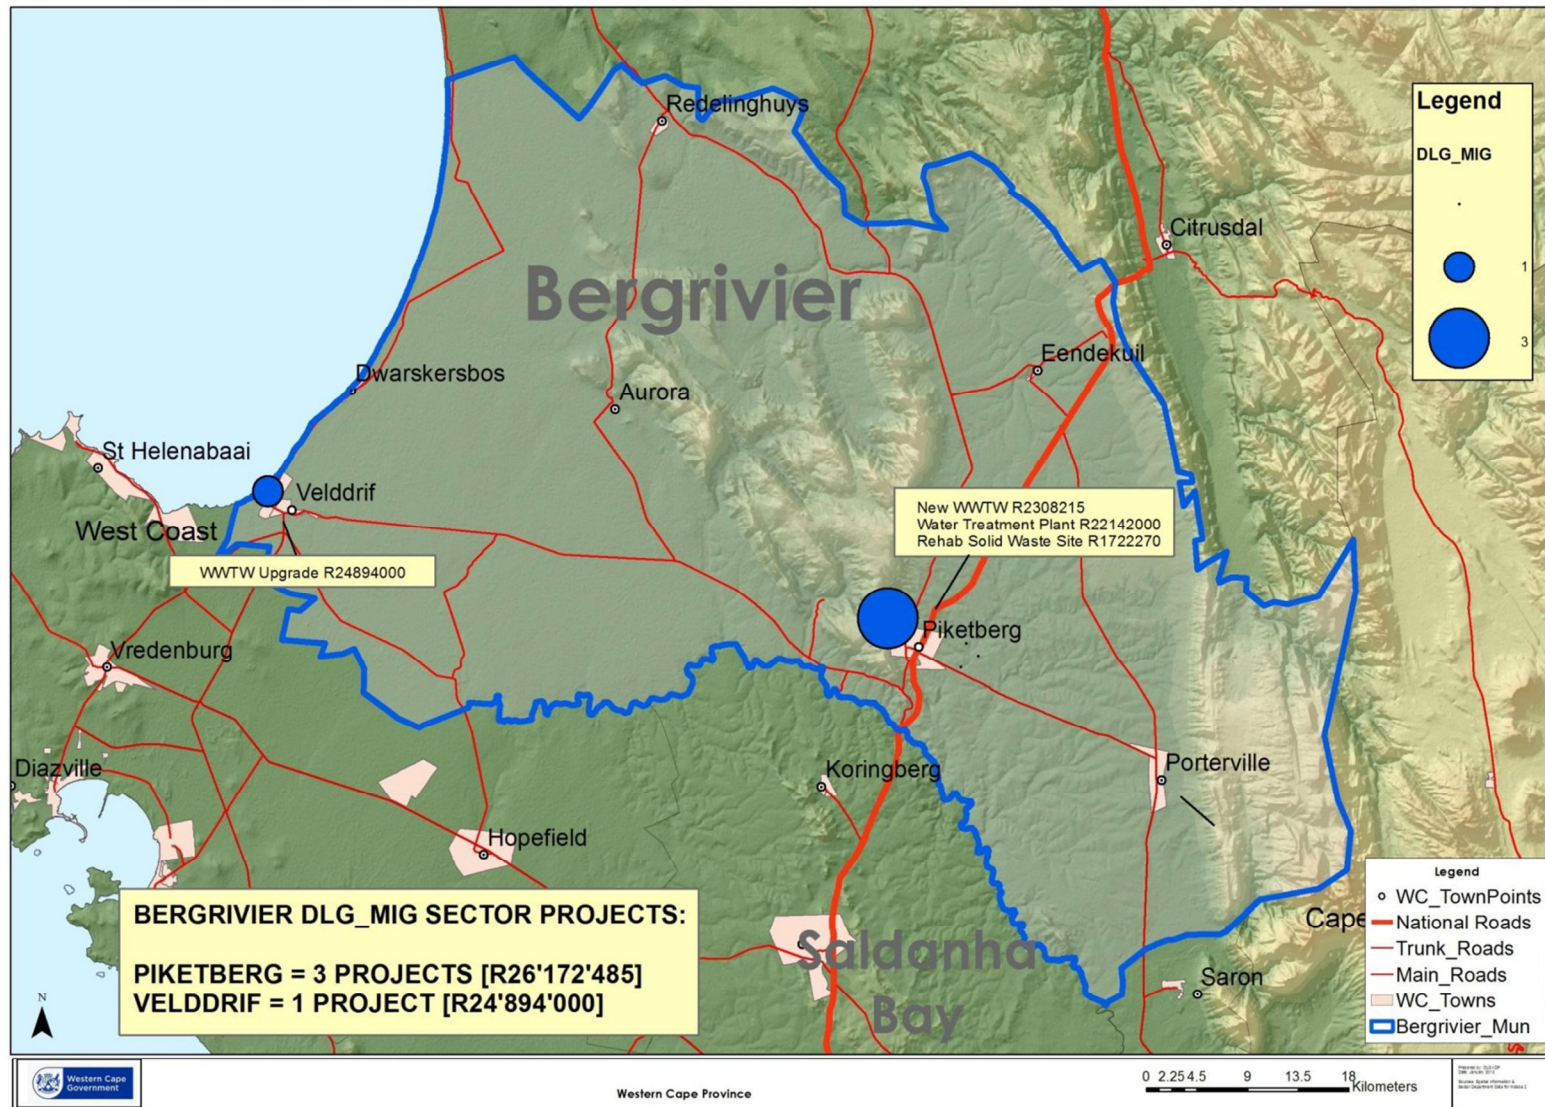 Redelinghuys
Legend
DLG_MIG
1
3
Citrusdal
Bergrivier
Eendekuil
Dwarskersbos
Aurora
St Helenabaai
Velddrif
West Coast
New WWTW R2308215
Water Treatment Plant R22142000
Rehab Solid Waste Site R1722270
WWTW Upgrade R24894000
Piketberg
Vredenburg
Diazville
Koringberg
Porterville
Hopefield
BERGRIVIER DLG_MIG SECTOR PROJECTS:
PIKETBERG = 3 PROJECTS [R26'172'485]
VELDDRIF = 1 PROJECT [R24'894'000]
Saldanha
Bay
Cape
Saron
Legend
WC_TownPoints
National Roads
Trunk_Roads
Main_Roads
WC_Towns
Bergrivier_Mun
N
Western Cape
Government
Western Cape Province
0 2.25 4.5 9 13.5 18
Kilometers